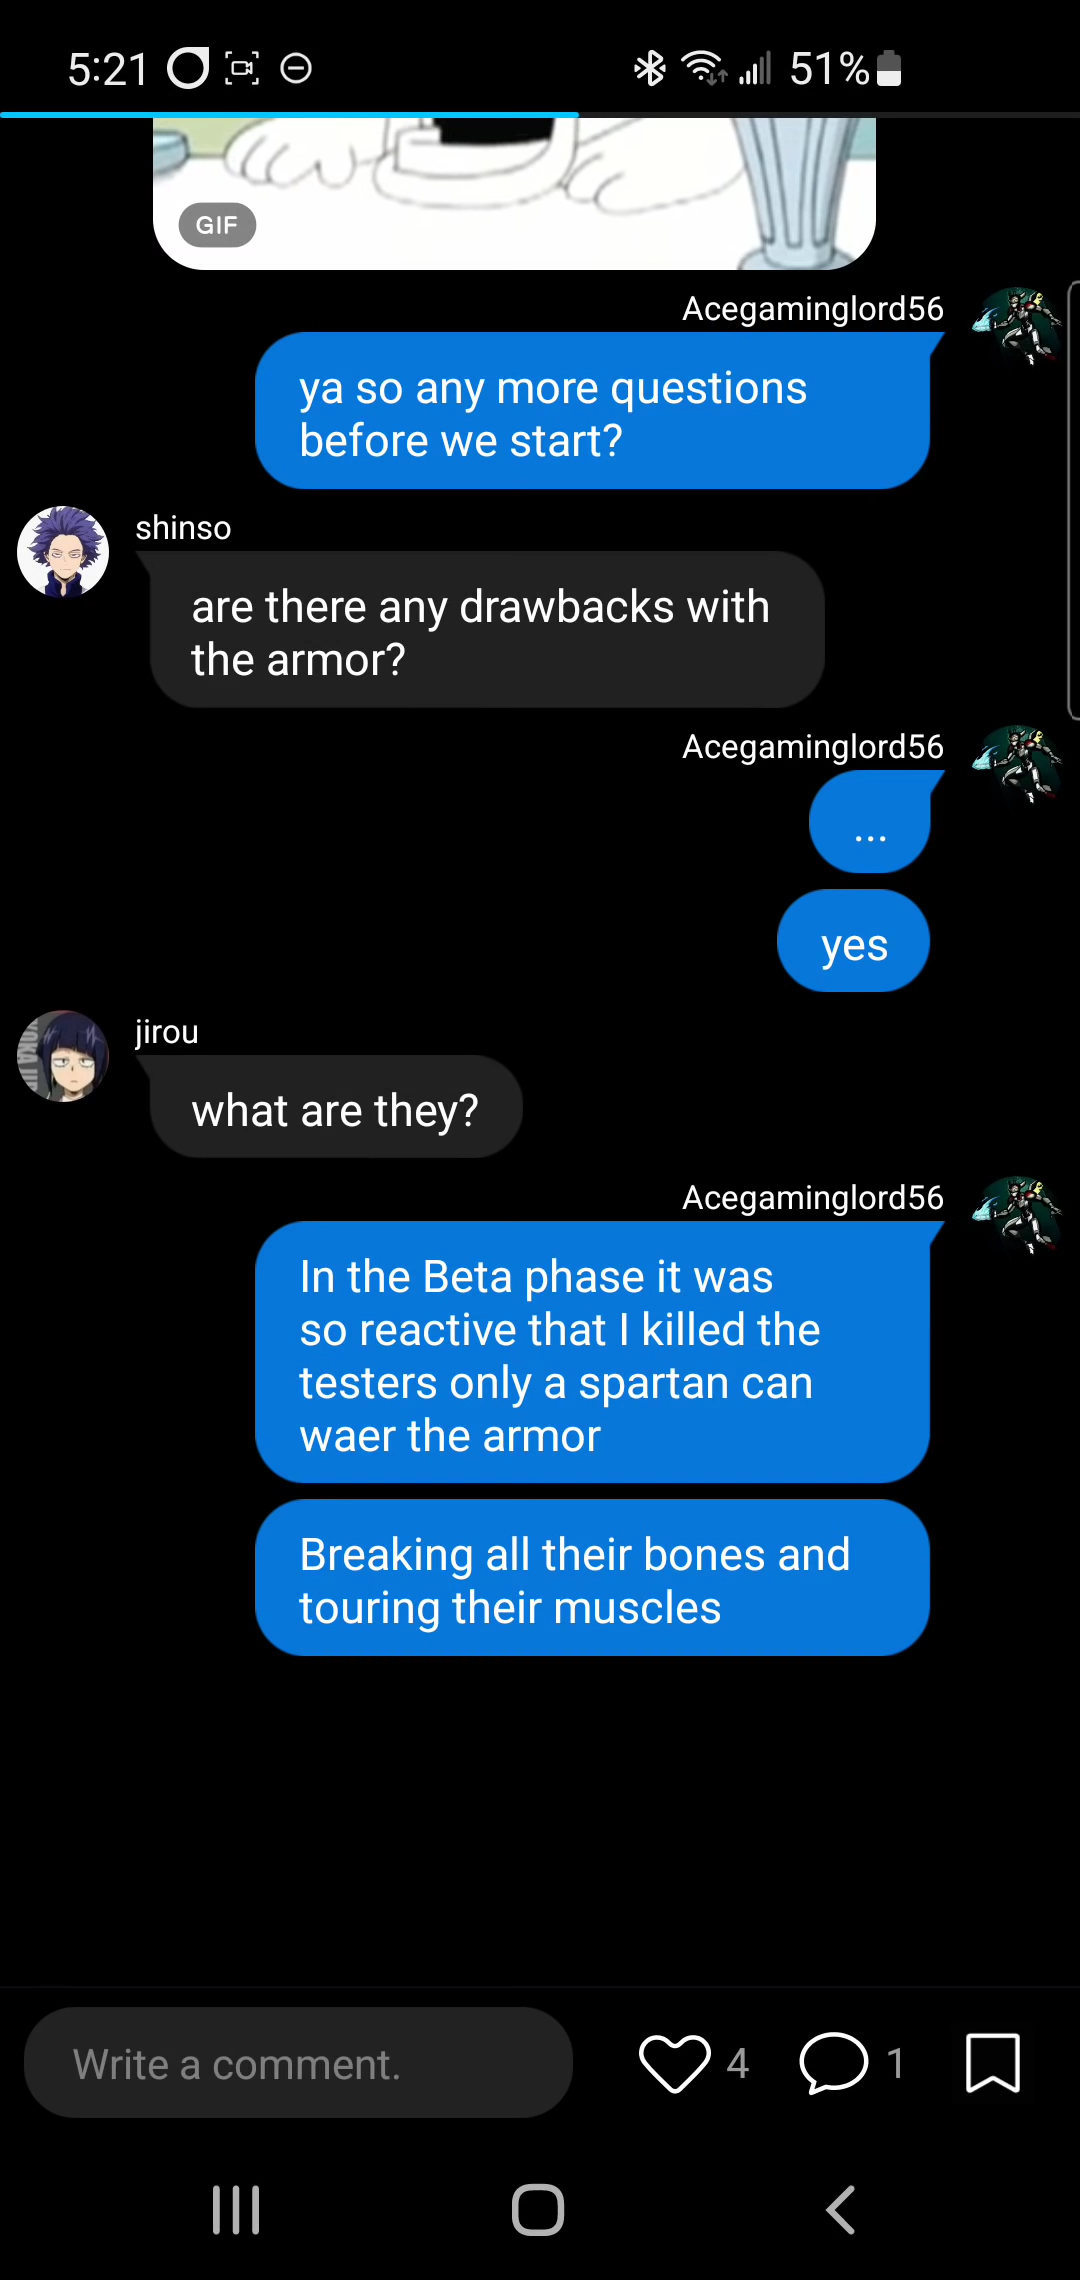 5:21
51%
GIF
Acegaminglord56
ya so any more questions
before we start?
shinso
are there any drawbacks with
the armor?
Acegaminglord56
...
yes
jirou
what are they?
Acegaminglord56
In the Beta phase it was
so reactive that I killed the
testers only a spartan can
waer the armor
Breaking all their bones and
touring their muscles
Write a comment.
4
1